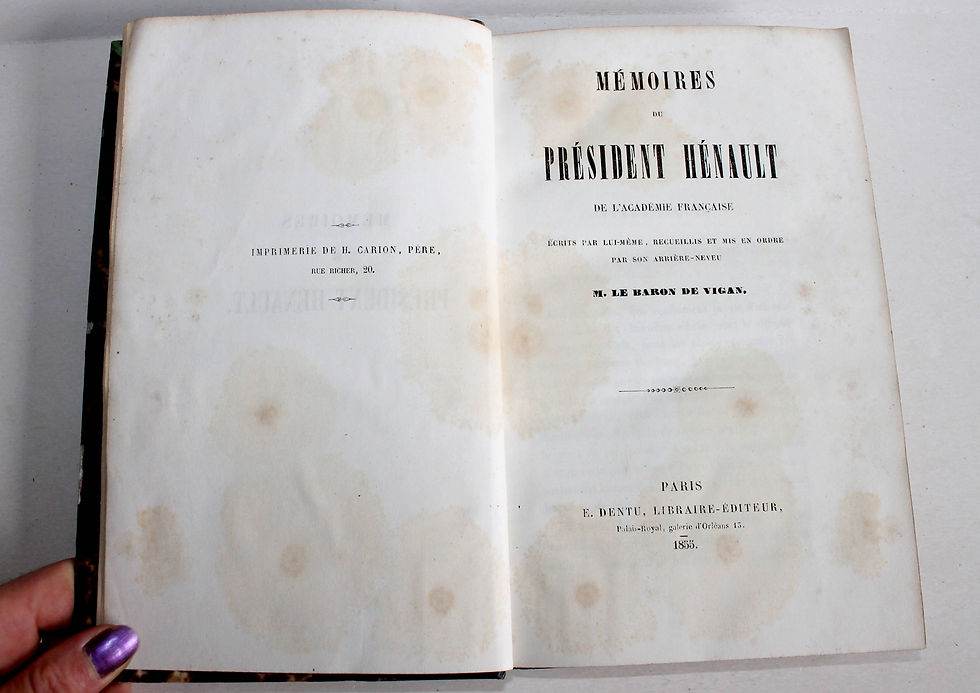 IMPRIMERIE DE H. CARION, PÈRE,
RUE RICHER, 20.
MÉMOIRES
DU
PRÉSIDENT HÉNAULT
DE L'ACADÉMIE FRANÇAISE
ÉCRITS PAR LUI-MÊME, RECUEILLIS ET MIS EN ORDRE
PAR SON ARRIÈRE-NEVEU
M. LE BARON DE VIGAN.
PARIS
E. DENTU, LIBRAIRE-ÉDITEUR,
Palais-Royal, galerie d'Orléans 13.
1855.